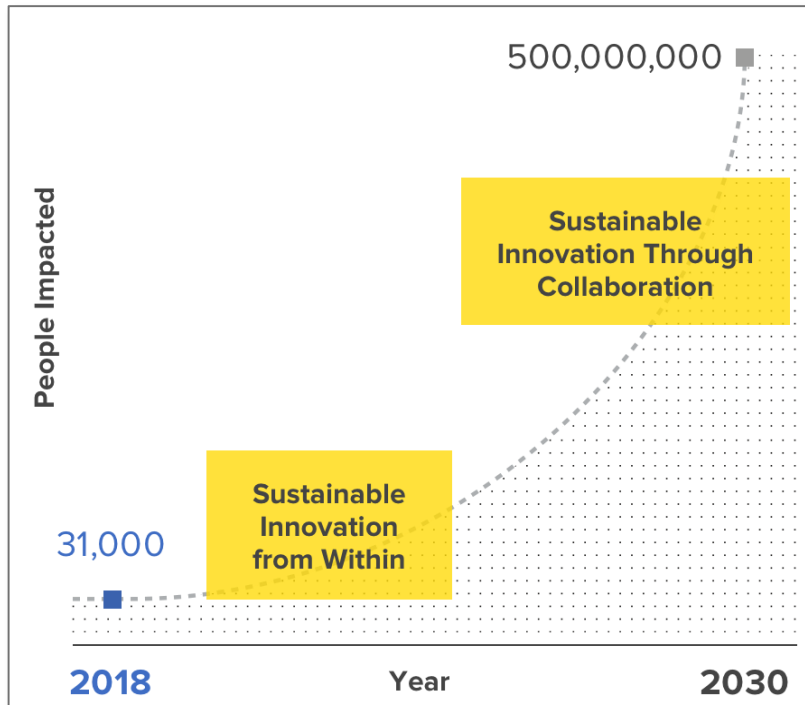 500,000,000
People Impacted
Sustainable
Innovation Through
Collaboration
Sustainable
Innovation
from Within
31,000
2018
Year
2030